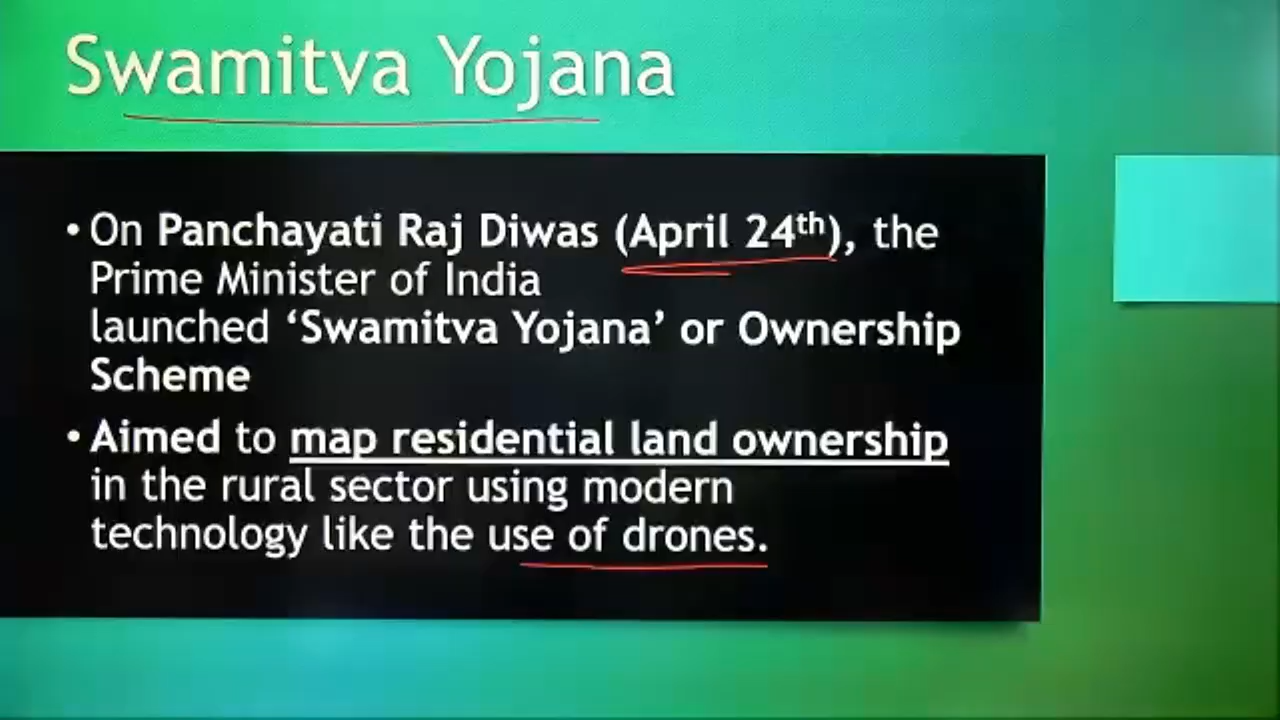 Swamitva Yojana
• On Panchayati Raj Diwas (April 24th), the
Prime Minister of India
launched ‘Swamitva Yojana’ or Ownership
Scheme
• Aimed to map residential land ownership
in the rural sector using modern
technology like the use of drones.